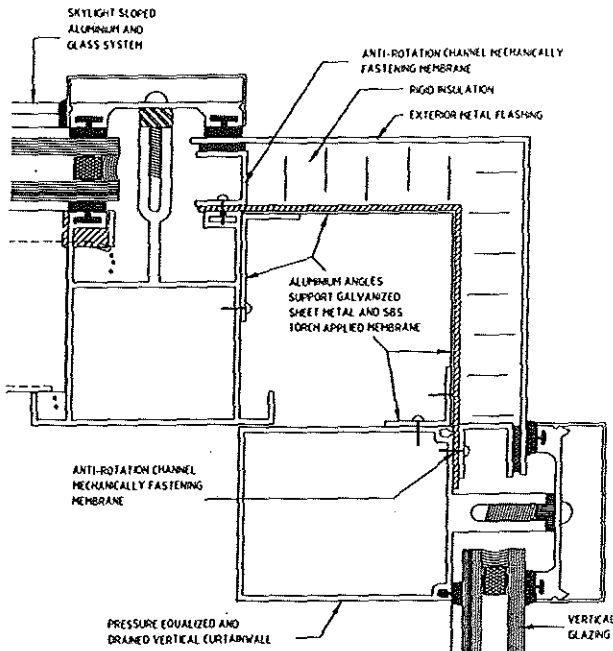 SKYLIGHT SLOPED
ALUMINIUM AND
GLASS SYSTEM
ANTI-ROTATION CHANNEL MECHANICALLY
FASTENING MEMBRANE
RIGID INSULATION
EXTERIOR METAL FLASHING
ALUMINIUM ANGLES
SUPPORT GALVANIZED
SHEET METAL AND SBS
TORCH APPLIED MEMBRANE
ANTI-ROTATION CHANNEL
MECHANICALLY FASTENING
MEMBRANE
PRESSURE EQUALIZED AND
DRAINED VERTICAL CURTAINWALL
VERTICAL
GLAZING